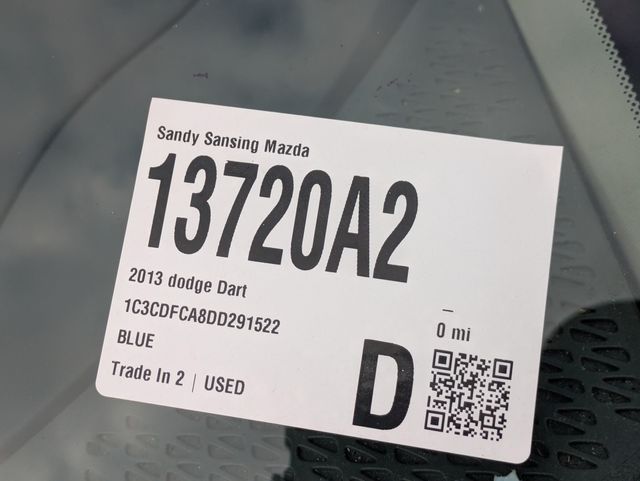 Sandy Sansing Mazda
13720A2
2013 dodge Dart
1C3CDFCA8DD291522
BLUE
Trade In 2 | USED
–
0 mi
D